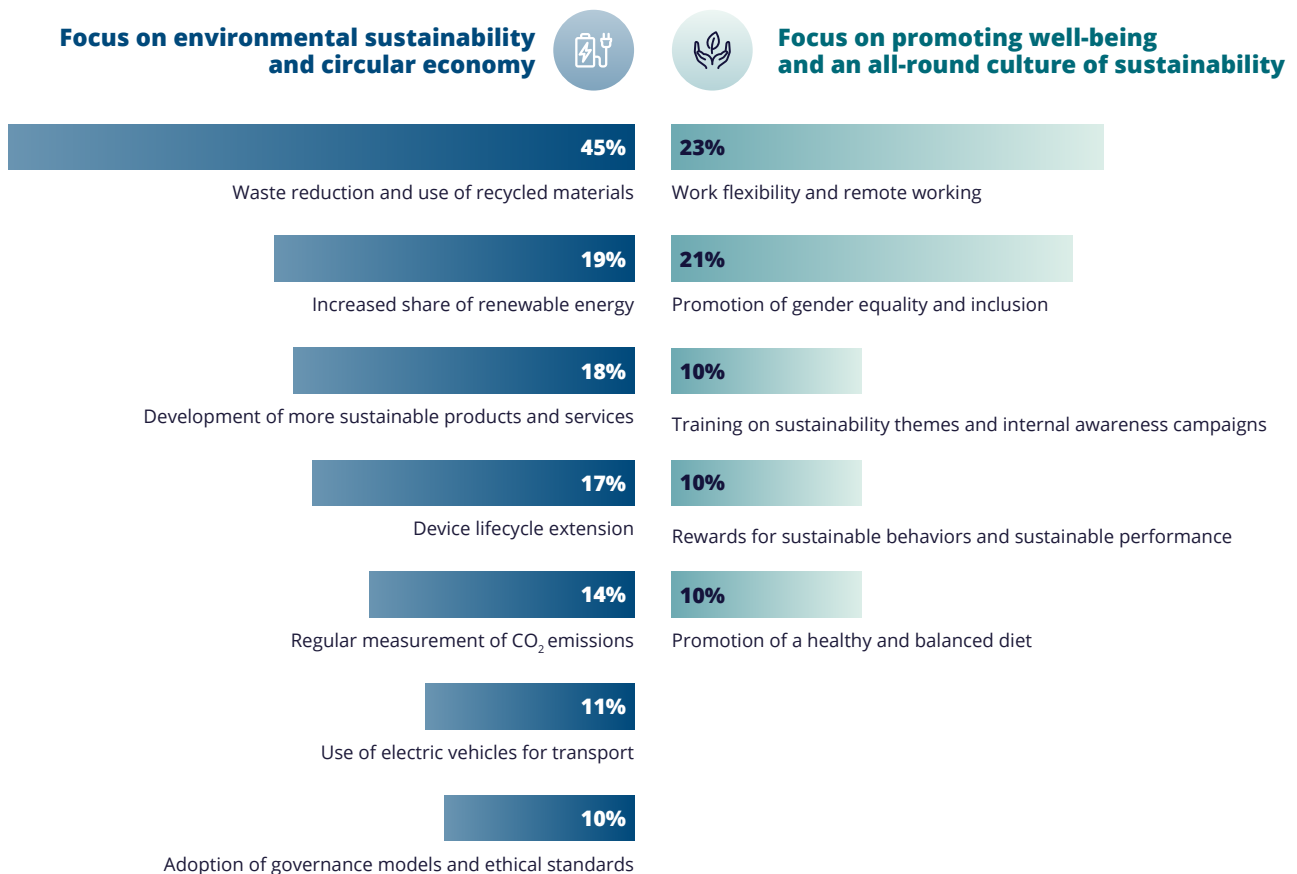 Focus on environmental sustainability
and circular economy
45%
Waste reduction and use of recycled materials
19%
Increased share of renewable energy
18%
Development of more sustainable products and services
17%
Device lifecycle extension
14%
Regular measurement of CO₂ emissions
11%
Use of electric vehicles for transport
10%
Adoption of governance models and ethical standards
Focus on promoting well-being
and an all-round culture of sustainability
23%
Work flexibility and remote working
21%
Promotion of gender equality and inclusion
10%
Training on sustainability themes and internal awareness campaigns
10%
Rewards for sustainable behaviors and sustainable performance
10%
Promotion of a healthy and balanced diet